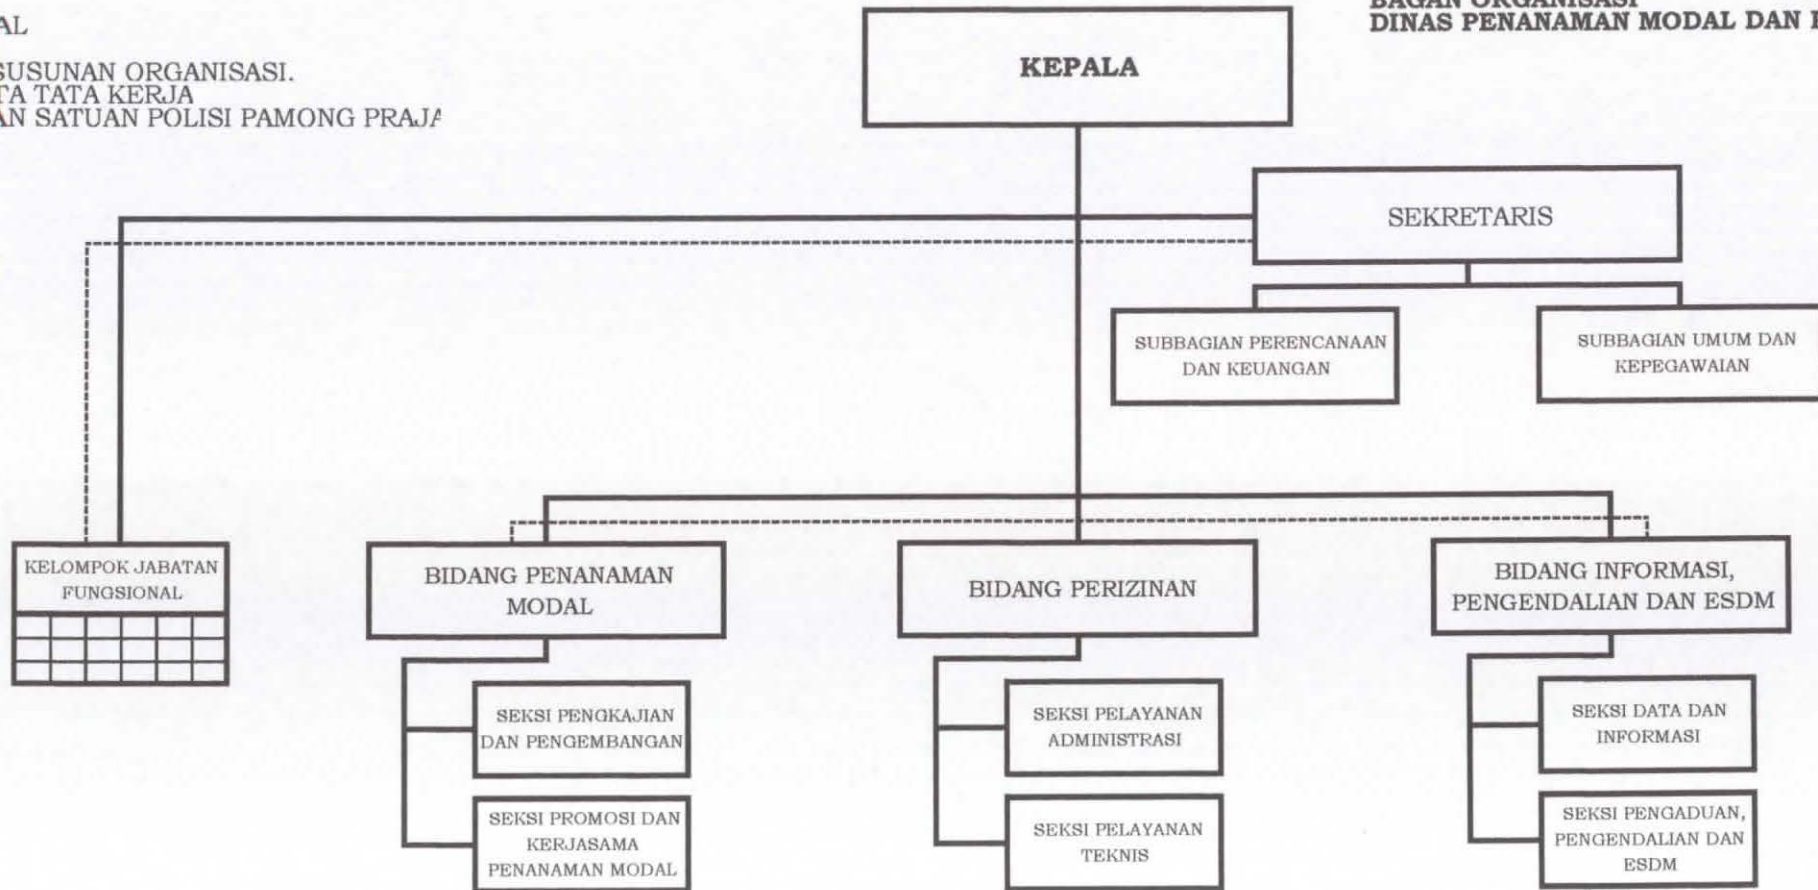 AL
SUSUNAN ORGANISASI.
TA TATA KERJA
AN SATUAN POLISI PAMONG PRAJA
BAGAN ORGANISASI
DINAS PENANAMAN MODAL DAN
KEPALA
SEKRETARIS
SUBBAGIAN PERENCANAAN
DAN KEUANGAN
SUBBAGIAN UMUM DAN
KEPEGAWAIAN
KELOMPOK JABATAN
FUNGSIONAL
BIDANG PENANAMAN
MODAL
BIDANG PERIZINAN
BIDANG INFORMASI,
PENGENDALIAN DAN ESDM
SEKSI PENGKAJIAN
DAN PENGEMBANGAN
SEKSI PELAYANAN
ADMINISTRASI
SEKSI DATA DAN
INFORMASI
SEKSI PROMOSI DAN
KERJASAMA
PENANAMAN MODAL
SEKSI PELAYANAN
TEKNIS
SEKSI PENGADUAN,
PENGENDALIAN DAN
ESDM